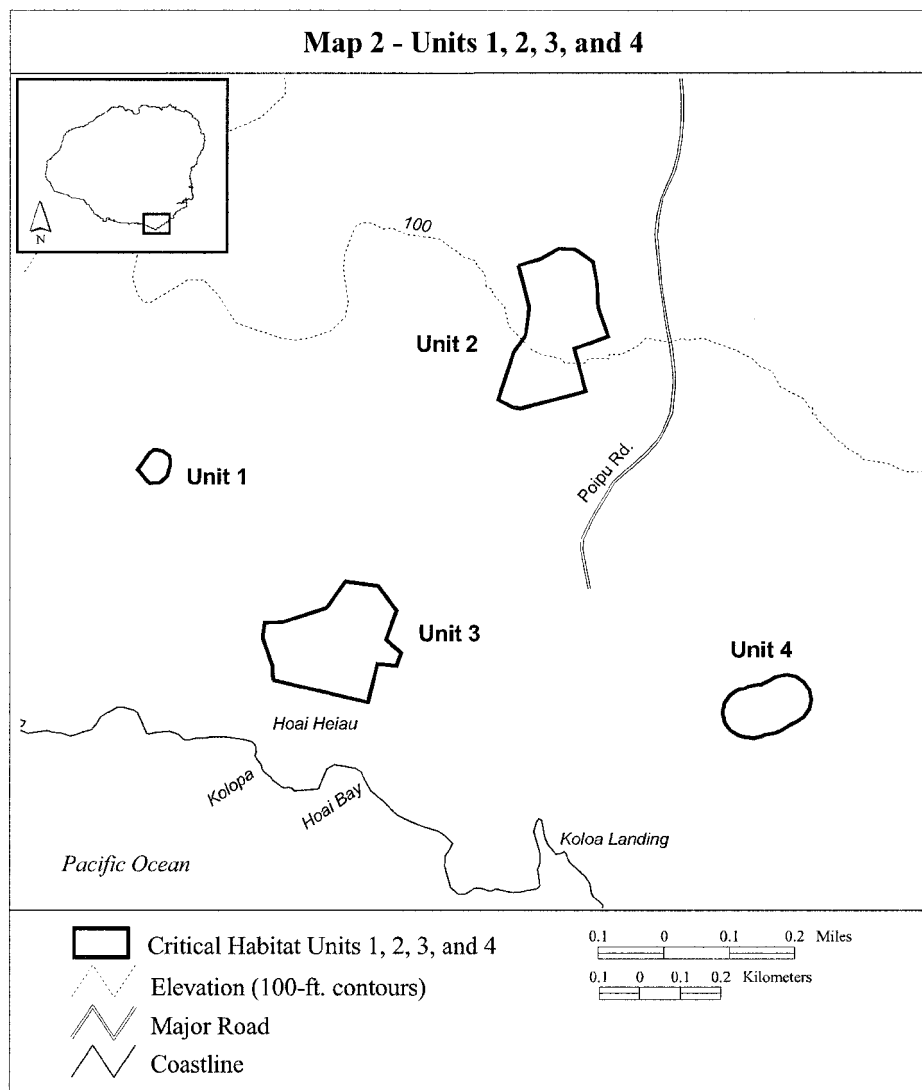 Map 2 - Units 1, 2, 3, and 4
N
100
Unit 2
Poipu Rd.
Unit 1
Unit 3
Unit 4
Hoai Heiau
Kolopa
Hoai Bay
Koloa Landing
Pacific Ocean
Critical Habitat Units 1, 2, 3, and 4
Elevation (100-ft. contours)
Major Road
Coastline
0.1 0 0.1 0.2 Miles
0.1 0 0.1 0.2 Kilometers